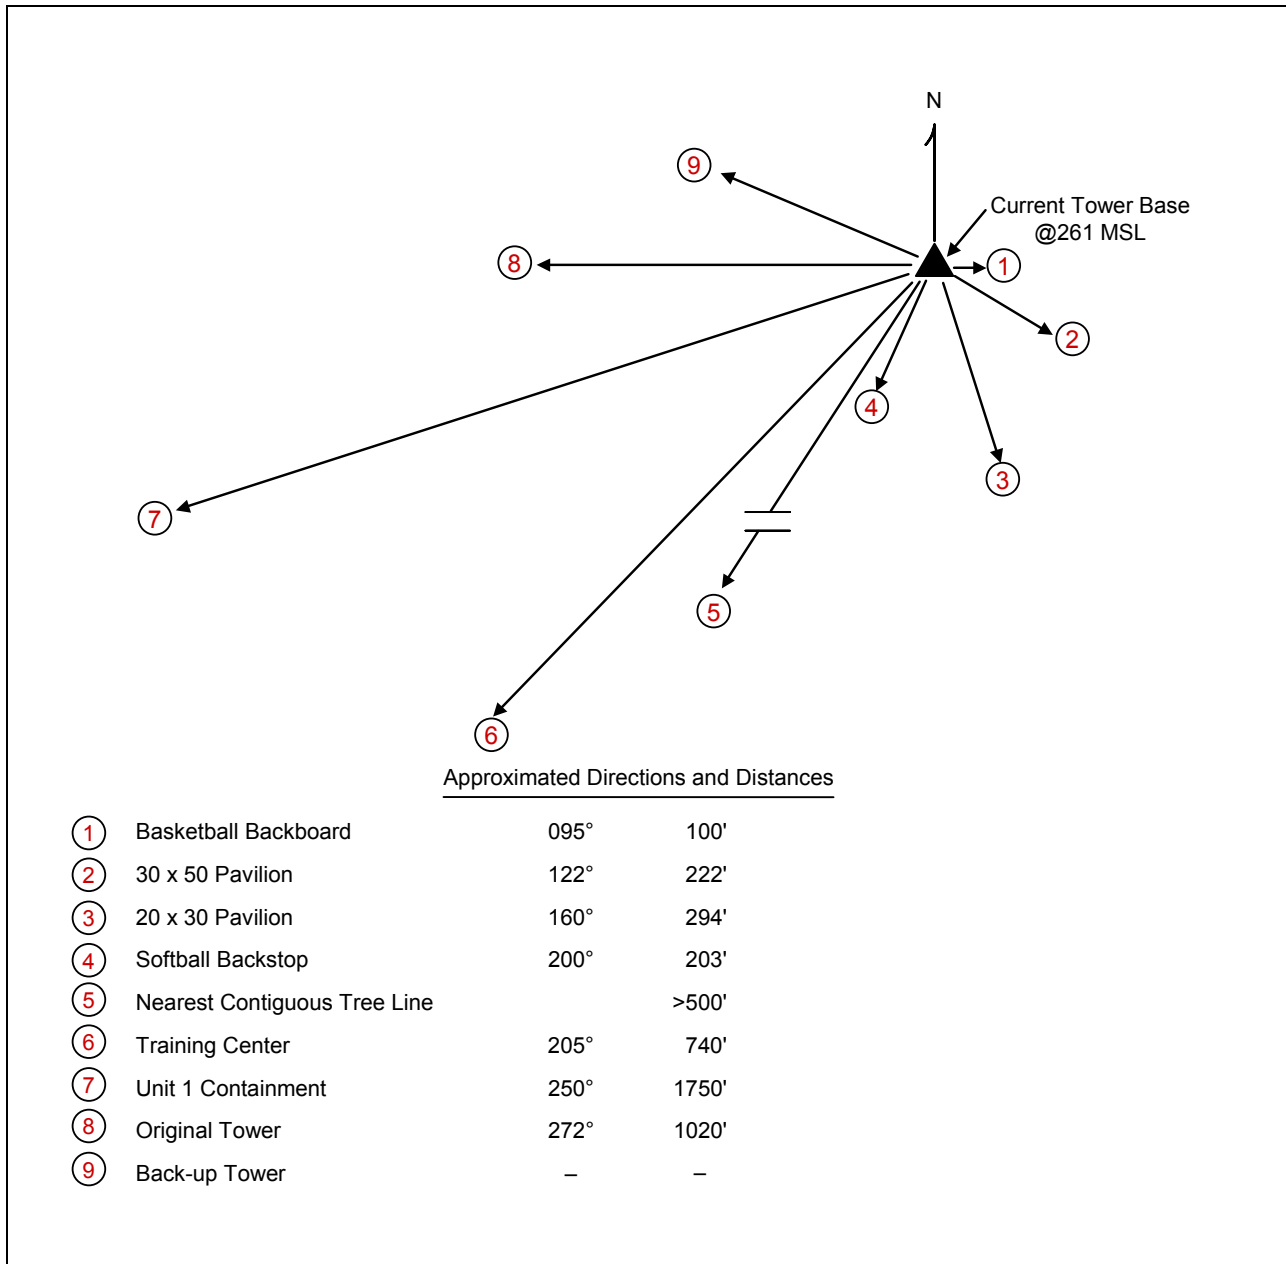 N
9
Current Tower Base
@261 MSL
8
1
2
4
3
7
5
6
Approximated Directions and Distances
1 Basketball Backboard 095° 100'
2 30 x 50 Pavilion 122° 222'
3 20 x 30 Pavilion 160° 294'
4 Softball Backstop 200° 203'
5 Nearest Contiguous Tree Line >500'
6 Training Center 205° 740'
7 Unit 1 Containment 250° 1750'
8 Original Tower 272° 1020'
9 Back-up Tower – –